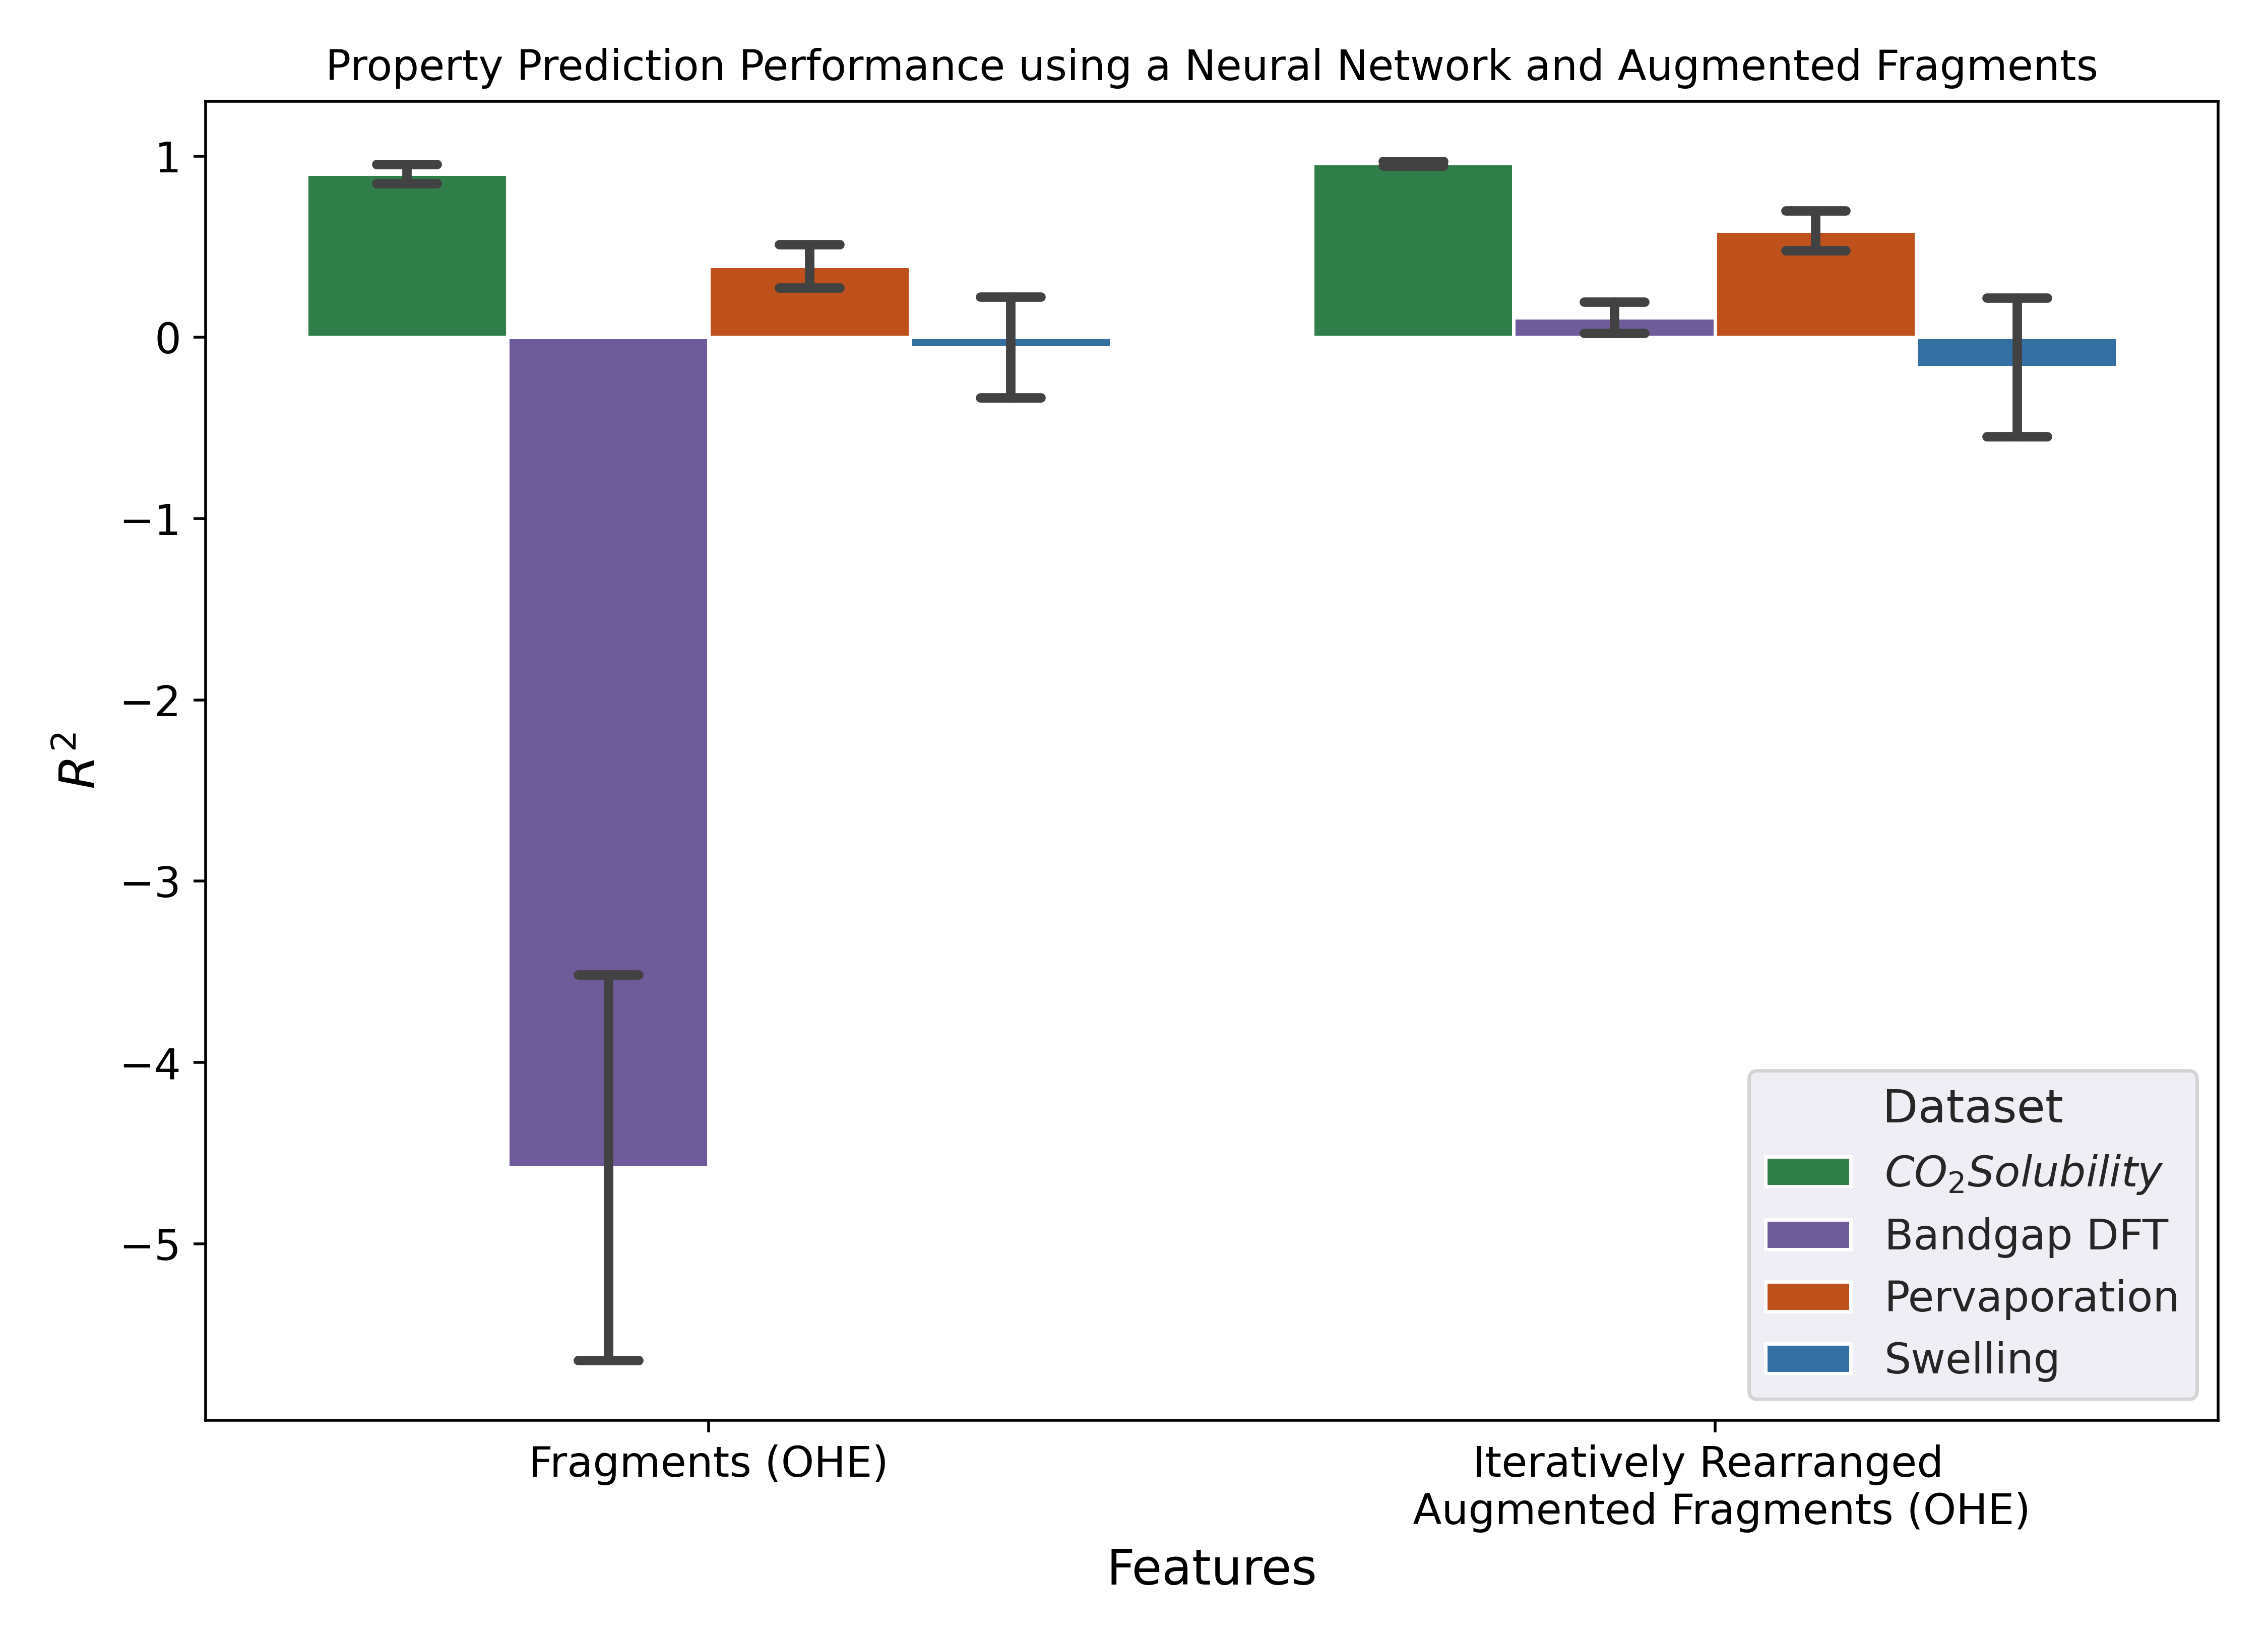 Property Prediction Performance using a Neural Network and Augmented Fragments
1
0
−1
−2
−3
−4
−5
R²
Dataset
CO₂Solubility
Bandgap DFT
Pervaporation
Swelling
Fragments (OHE)
Iteratively Rearranged
Augmented Fragments (OHE)
Features